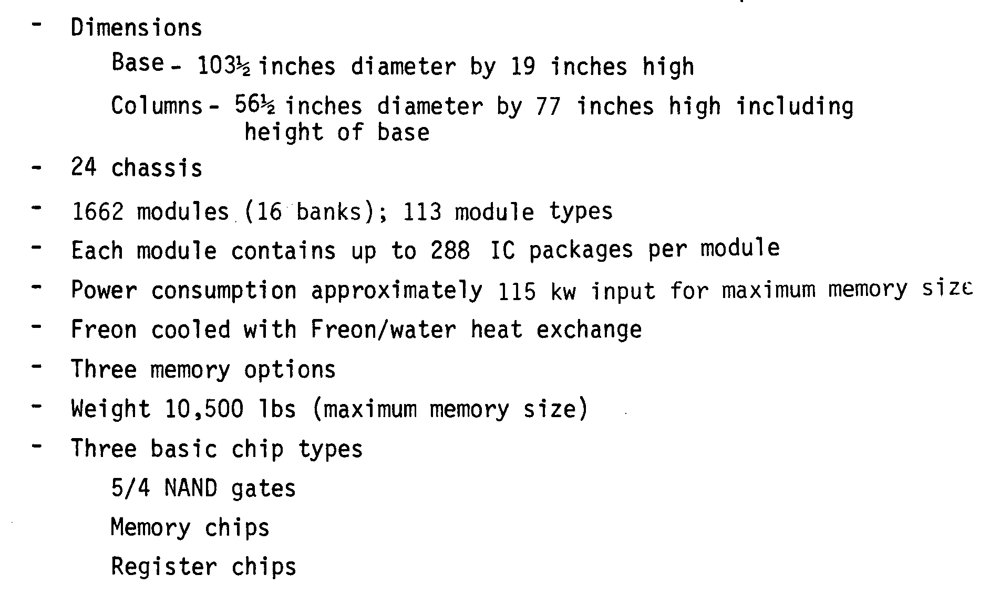 - Dimensions
Base - 103½ inches diameter by 19 inches high
Columns - 56½ inches diameter by 77 inches high including
height of base
- 24 chassis
- 1662 modules (16 banks); 113 module types
- Each module contains up to 288 IC packages per module
- Power consumption approximately 115 kw input for maximum memory size
- Freon cooled with Freon/water heat exchange
- Three memory options
- Weight 10,500 lbs (maximum memory size)
- Three basic chip types
5/4 NAND gates
Memory chips
Register chips